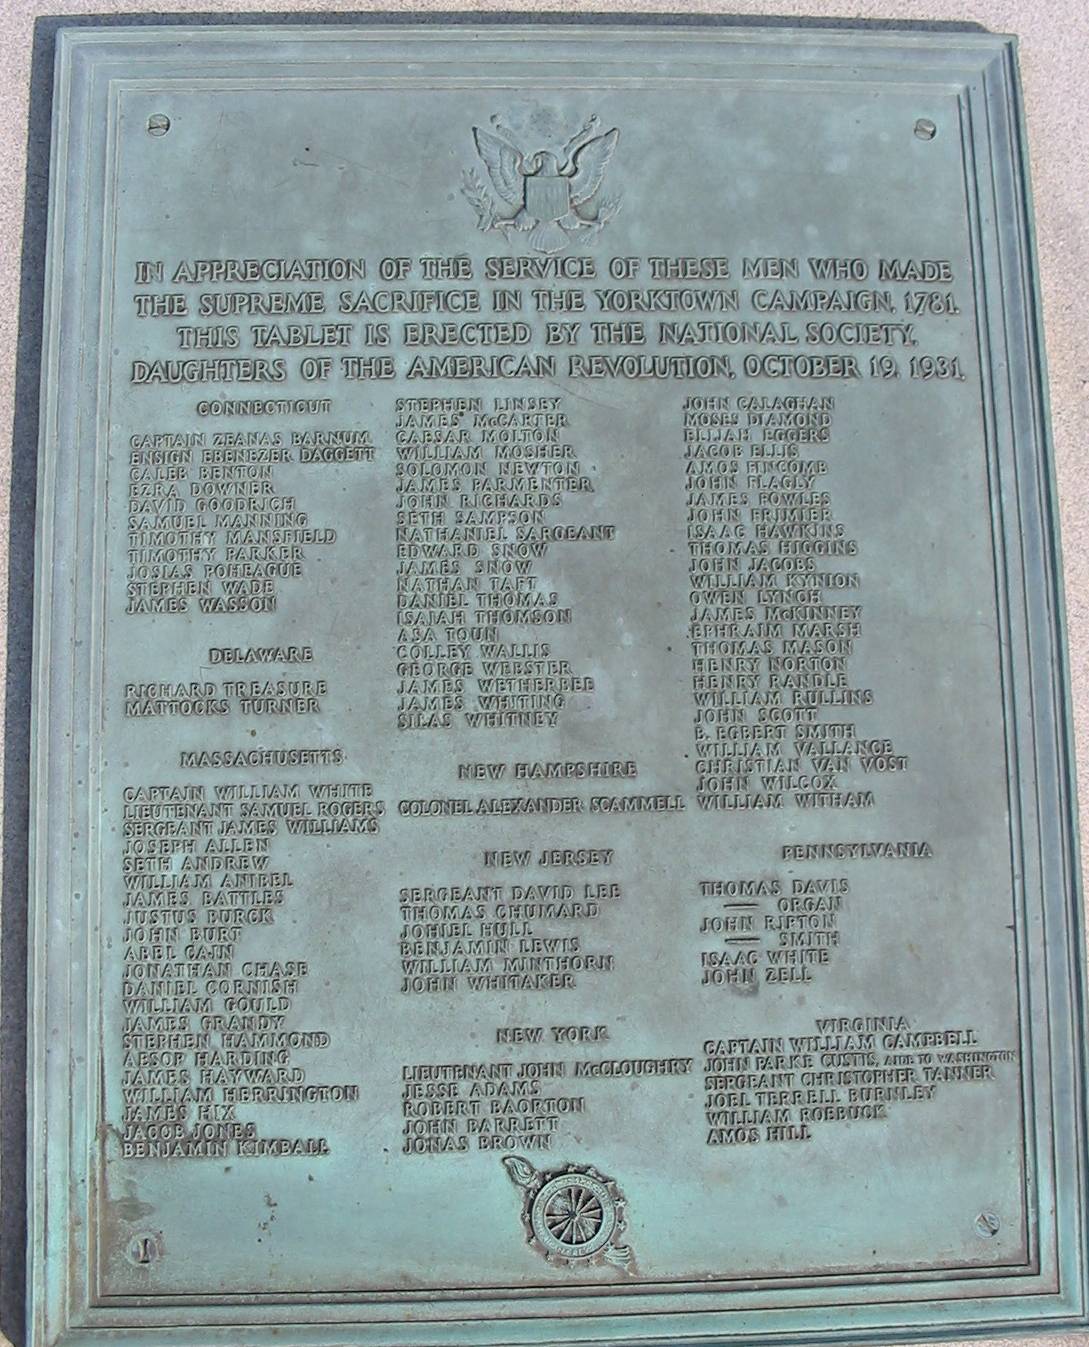 IN APPRECIATION OF THE SERVICE OF THESE MEN WHO MADE
THE SUPREME SACRIFICE IN THE YORKTOWN CAMPAIGN, 1781.
THIS TABLET IS ERECTED BY THE NATIONAL SOCIETY,
DAUGHTERS OF THE AMERICAN REVOLUTION, OCTOBER 19, 1931.
CONNECTICUT
CAPTAIN ZEANAS BARNUM
ENSIGN EBENEZER DAGGETT
CALEB BENTON
EZRA DOWNER
DAVID GOODRICH
SAMUEL MANNING
TIMOTHY MANSFIELD
TIMOTHY PARKER
JOSIAS POHEAGUE
STEPHEN WADE
JAMES WASSON
DELAWARE
RICHARD TREASURE
MATTOCKS TURNER
MASSACHUSETTS
CAPTAIN WILLIAM WHITE
LIEUTENANT SAMUEL ROGERS
SERGEANT JAMES WILLIAMS
JOSEPH ALLEN
SETH ANDREW
WILLIAM ANIBEL
JAMES BATTLES
JUSTUS BURCK
JOHN BURT
ABEL CAIN
JONATHAN CHASE
DANIEL CORNISH
WILLIAM GOULD
JAMES GRANDY
STEPHEN HAMMOND
AESOP HARDING
JAMES HAYWARD
WILLIAM HERRINGTON
JAMES HIX
JACOB JONES
BENJAMIN KIMBALL
STEPHEN LINSEY
JAMES McCARTER
CAESAR MOLTON
WILLIAM MOSHER
SOLOMON NEWTON
JAMES PARMENTER
JOHN RICHARDS
SETH SAMPSON
NATHANIEL SARGEANT
EDWARD SNOW
JAMES SNOW
NATHAN TAFT
DANIEL THOMAS
ISAIAH THOMSON
ASA TOUN
COLLEY WALLIS
GEORGE WEBSTER
JAMES WETHERBEE
JAMES WHITING
SILAS WHITNEY
NEW HAMPSHIRE
COLONEL ALEXANDER SCAMMELL
NEW JERSEY
SERGEANT DAVID LEE
THOMAS CHUMARD
JOHIEL HULL
BENJAMIN LEWIS
WILLIAM MINTHORN
JOHN WHITAKER
NEW YORK
LIEUTENANT JOHN McCLOUGHRY
JESSE ADAMS
ROBERT BAORTON
JOHN BARRETT
JONAS BROWN
JOHN CALAGHAN
MOSES DIAMOND
ELIJAH EGGERS
JACOB ELLIS
AMOS FINCOMB
JOHN FLAGLY
JAMES FOWLES
JOHN FRIMIER
ISAAC HAWKINS
THOMAS HIGGINS
JOHN JACOBS
WILLIAM KYNION
OWEN LYNCH
JAMES McKINNEY
EPHRAIM MARSH
THOMAS MASON
HENRY NORTON
HENRY RANDLE
WILLIAM RULLINS
JOHN SCOTT
B. EGBERT SMITH
WILLIAM VALLANCE
CHRISTIAN VAN VOST
JOHN WILCOX
WILLIAM WITHAM
PENNSYLVANIA
THOMAS DAVIS
— ORGAN
JOHN RIPTON
— SMITH
ISAAC WHITE
JOHN ZELL
VIRGINIA
CAPTAIN WILLIAM CAMPBELL
JOHN PARKE CUSTIS, AIDE TO WASHINGTON
SERGEANT CHRISTOPHER TANNER
JOEL TERRELL BURNLEY
WILLIAM ROEBUCK
AMOS HILL